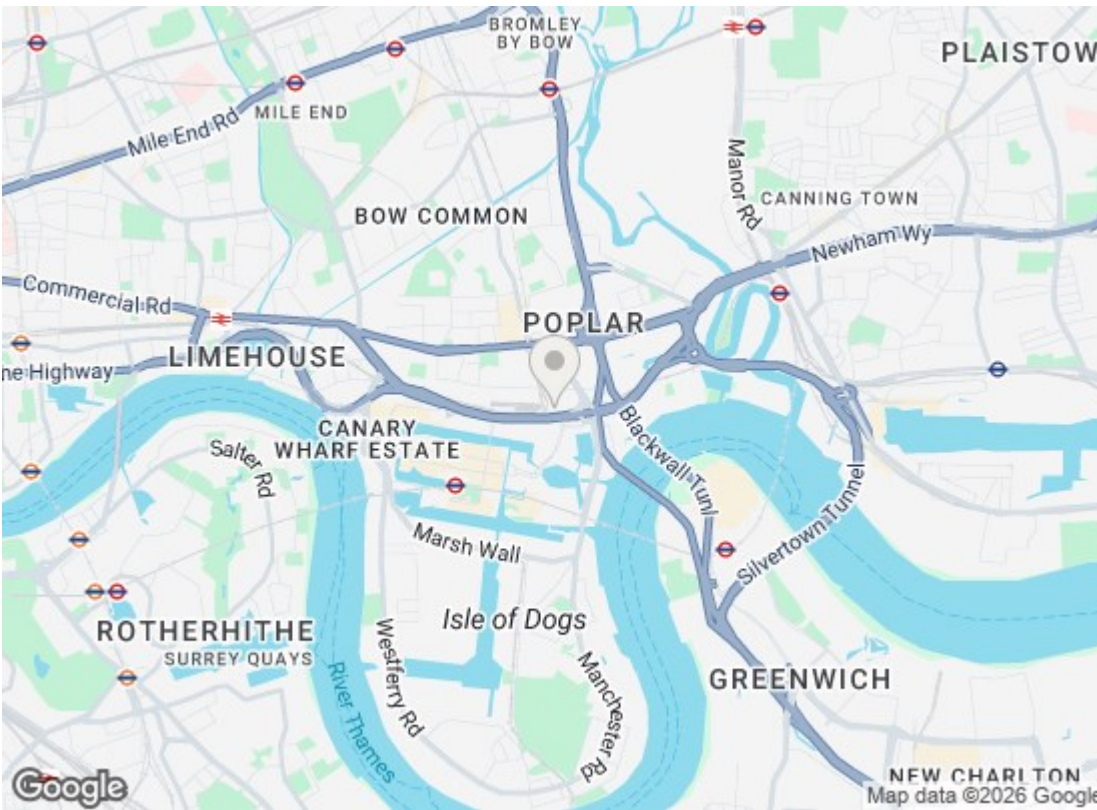 BROMLEY
BY BOW
PLAISTOW
MILE END
Mile End Rd
Manor Rd
CANNING TOWN
BOW COMMON
Newham Wy
Commercial Rd
POPLAR
LIMEHOUSE
ne Highway
CANARY
WHARF ESTATE
Blackwall Tunl
Salter Rd
Silvertown Tunnel
Marsh Wall
Isle of Dogs
ROTHERHITHE
SURREY QUAYS
Westferry Rd
River Thames
Manchester Rd
GREENWICH
NEW CHARLTON
Google
Map data ©2026 Google